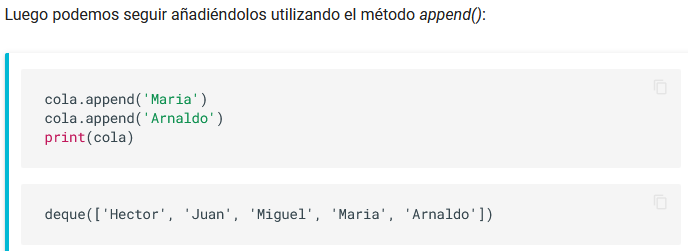 Luego podemos seguir añadiéndolos utilizando el método append():
cola.append('Maria')
cola.append('Arnaldo')
print(cola)
deque(['Hector', 'Juan', 'Miguel', 'Maria', 'Arnaldo'])